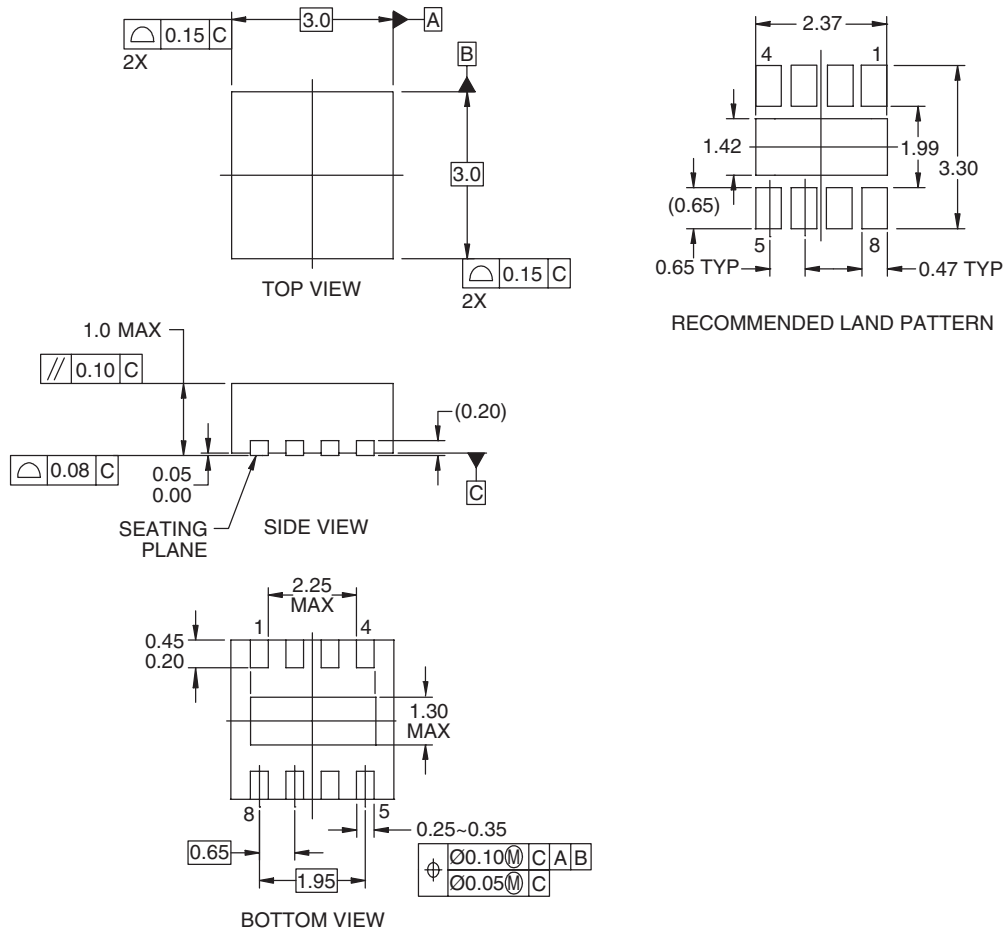 3.0
A
⌓ 0.15 C
2X
B
3.0
⌓ 0.15 C
2X
TOP VIEW
2.37
4 1
1.42
1.99
3.30
(0.65)
5 8
0.65 TYP
0.47 TYP
RECOMMENDED LAND PATTERN
1.0 MAX
// 0.10 C
(0.20)
⌓ 0.08 C
0.05
0.00
C
SEATING
PLANE
SIDE VIEW
2.25
MAX
1 4
0.45
0.20
1.30
MAX
8 5
0.25~0.35
0.65
1.95
⌖ Ø0.10Ⓜ C A B
Ø0.05Ⓜ C
BOTTOM VIEW